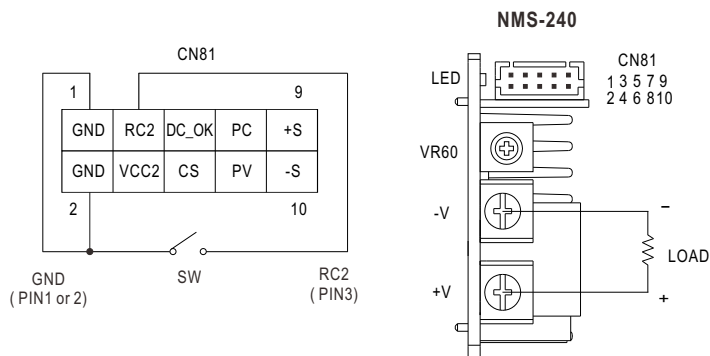 NMS-240
CN81
1 9
GND RC2 DC_OK PC +S
GND VCC2 CS PV -S
2 10
GND
( PIN1 or 2)
SW
RC2
( PIN3)
LED
CN81
1 3 5 7 9
2 4 6 8 10
VR60
-V
+V
−
LOAD
+